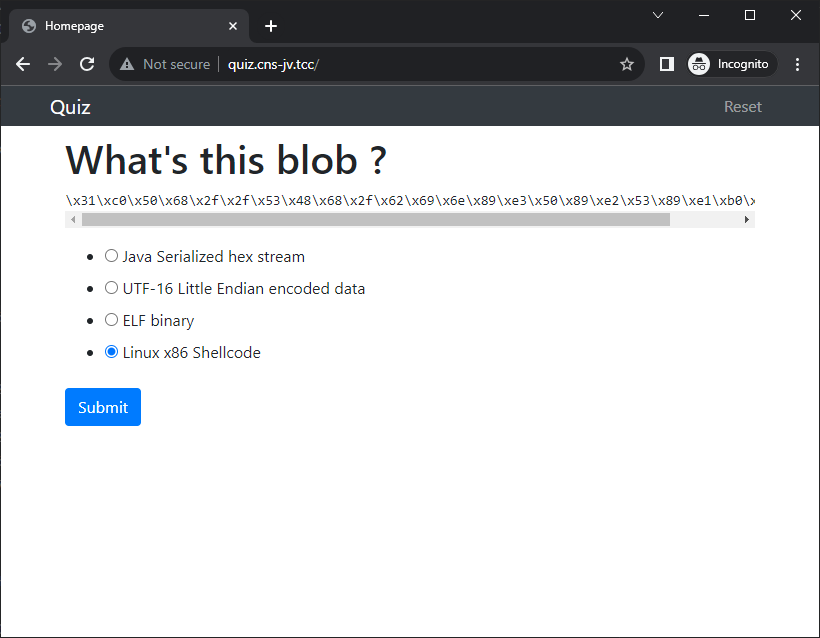 Homepage
Not secure quiz.cns-jv.tcc/ Incognito
Quiz Reset
What's this blob ?
\x31\xc0\x50\x68\x2f\x2f\x53\x48\x68\x2f\x62\x69\x6e\x89\xe3\x50\x89\xe2\x53\x89\xe1\xb0\x
Java Serialized hex stream
UTF-16 Little Endian encoded data
ELF binary
Linux x86 Shellcode
Submit